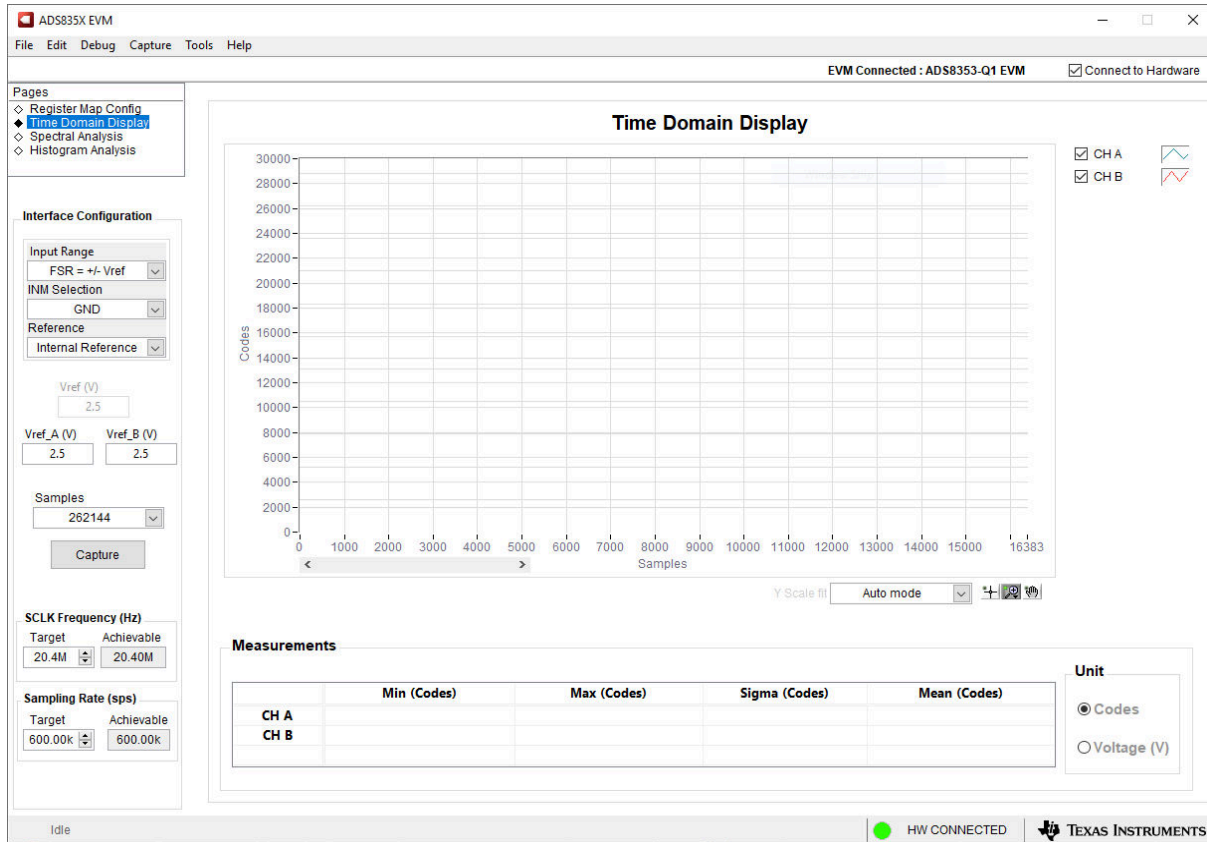 ADS835X EVM
File Edit Debug Capture Tools Help
EVM Connected : ADS8353-Q1 EVM Connect to Hardware
Pages
Register Map Config
Time Domain Display
Spectral Analysis
Histogram Analysis
Interface Configuration
Input Range
FSR = +/- Vref
INM Selection
GND
Reference
Internal Reference
Vref (V)
2.5
Vref_A (V) Vref_B (V)
2.5 2.5
Samples
262144
Capture
SCLK Frequency (Hz)
Target Achievable
20.4M 20.40M
Sampling Rate (sps)
Target Achievable
600.00k 600.00k
Time Domain Display
CH A
CH B
Codes
30000
28000
26000
24000
22000
20000
18000
16000
14000
12000
10000
8000
6000
4000
2000
0
0 1000 2000 3000 4000 5000 6000 7000 8000 9000 10000 11000 12000 13000 14000 15000 16383
Samples
Y Scale fit Auto mode
Measurements
Min (Codes) Max (Codes) Sigma (Codes) Mean (Codes)
CH A
CH B
Unit
Codes
Voltage (V)
Idle HW CONNECTED TEXAS INSTRUMENTS